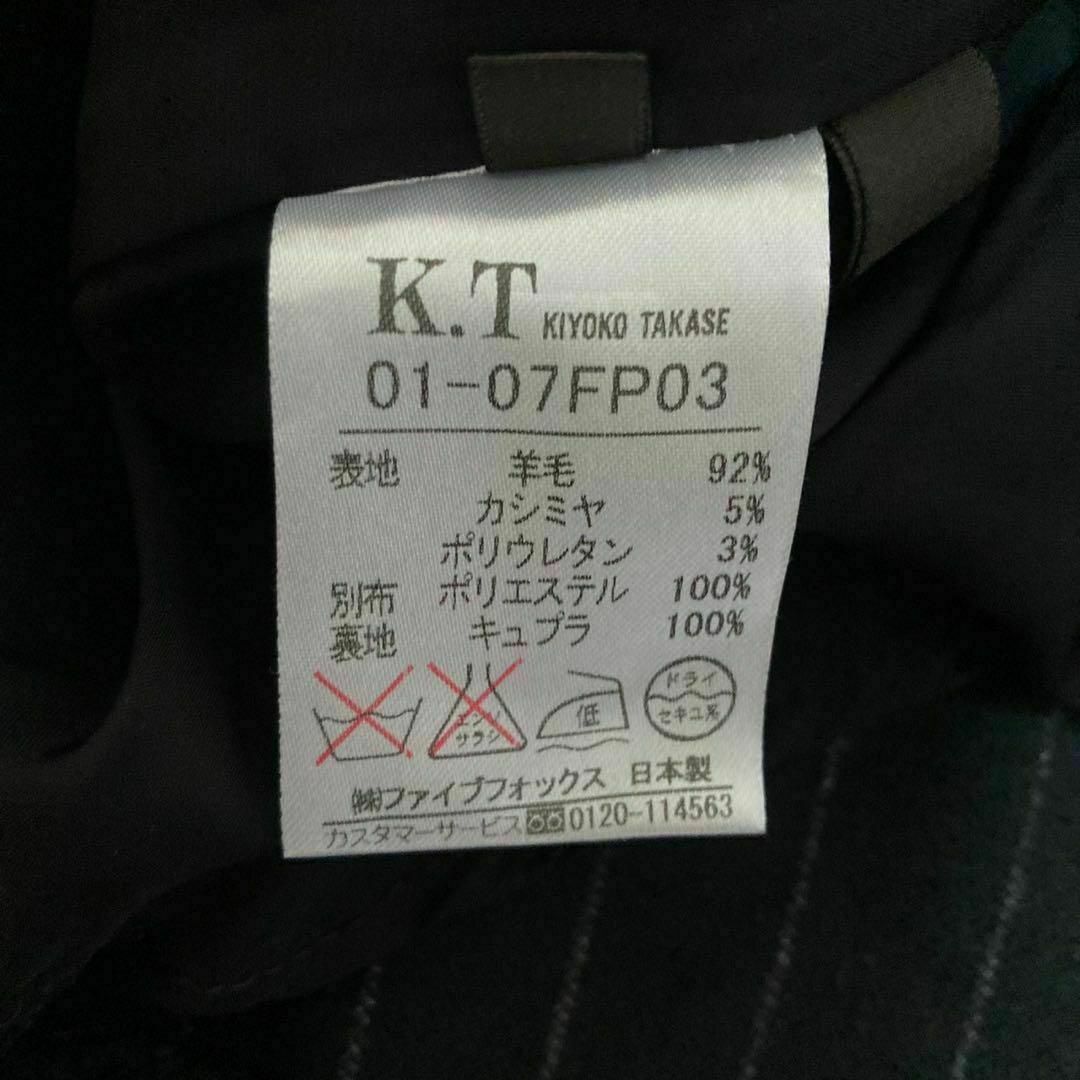 K.T KIYOKO TAKASE
01-07FP03
表地 羊毛 92%
カシミヤ 5%
ポリウレタン 3%
別布 ポリエステル 100%
裏地 キュプラ 100%
エンソ サラシ
低
ドライ
セキユ系
㈱ファイブフォックス 日本製
カスタマーサービス 0120-114563